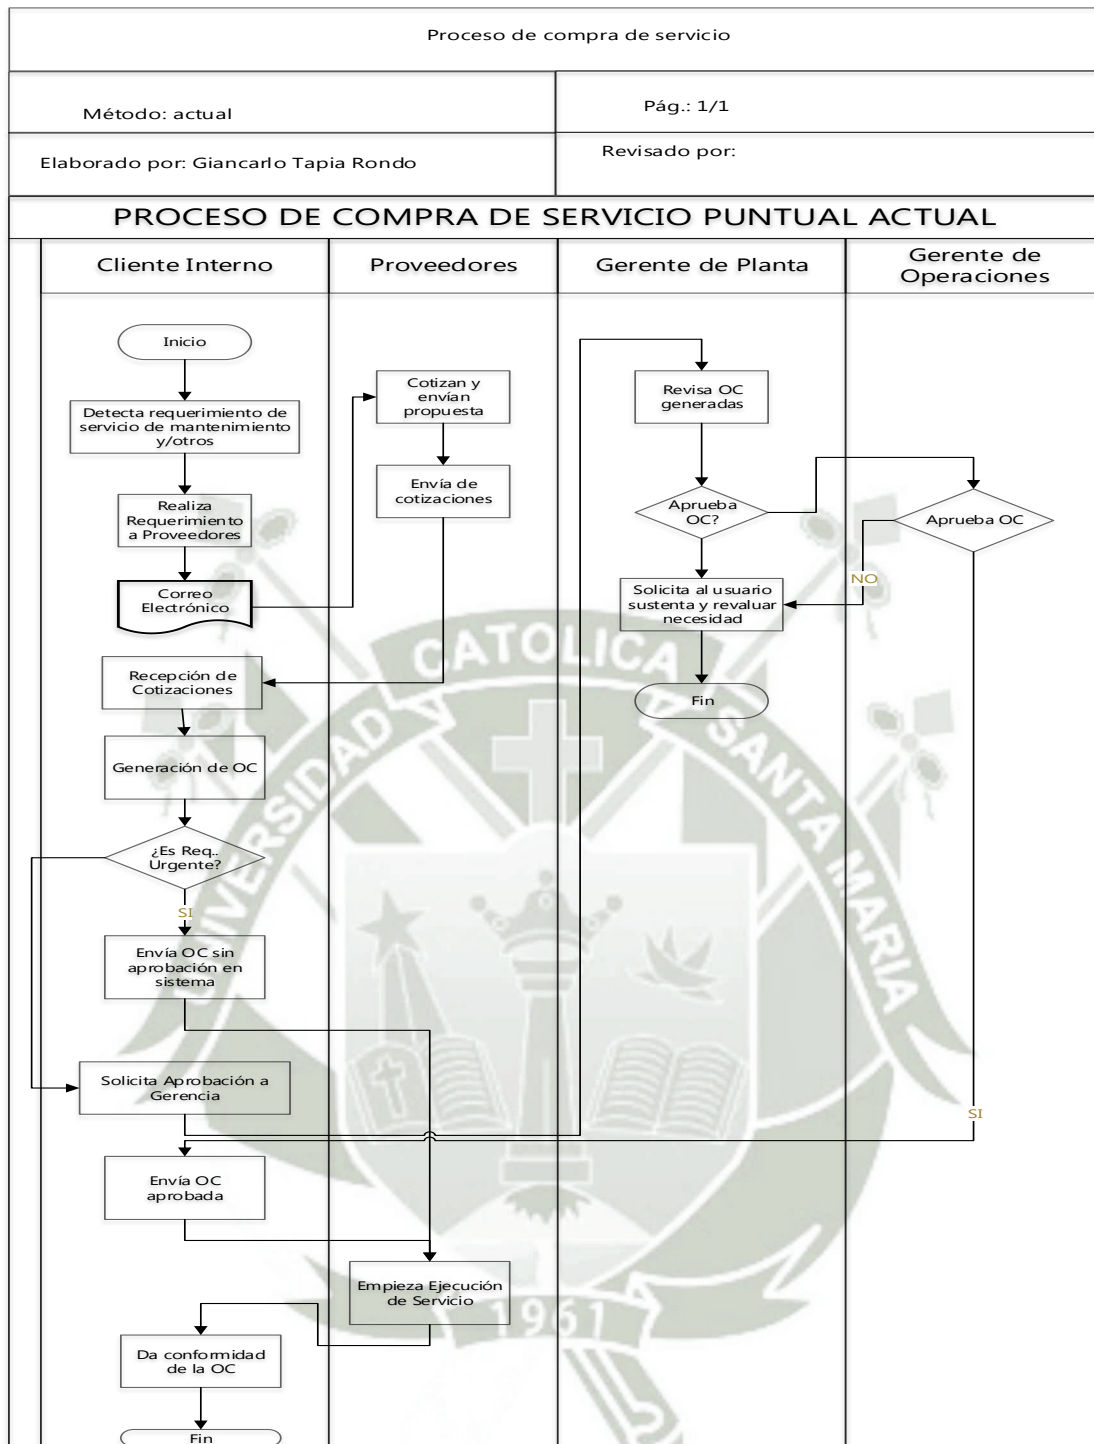 Proceso de compra de servicio
Método: actual
Pág.: 1/1
Elaborado por: Giancarlo Tapia Rondo
Revisado por:
PROCESO DE COMPRA DE SERVICIO PUNTUAL ACTUAL
Cliente Interno
Proveedores
Gerente de Planta
Gerente de
Operaciones
Inicio
Detecta requerimiento de
servicio de mantenimiento
y/otros
Realiza
Requerimiento
a Proveedores
Correo
Electrónico
Recepción de
Cotizaciones
Generación de OC
¿Es Req..
Urgente?
SI
Envía OC sin
aprobación en
sistema
Solicita Aprobación a
Gerencia
Envía OC
aprobada
Da conformidad
de la OC
Fin
Cotizan y
envían
propuesta
Envía de
cotizaciones
Empieza Ejecución
de Servicio
Revisa OC
generadas
Aprueba
OC?
Solicita al usuario
sustenta y revaluar
necesidad
Fin
Aprueba OC
NO
SI
UNIVERSIDAD
CATOLICA
SANTA MARIA
1961